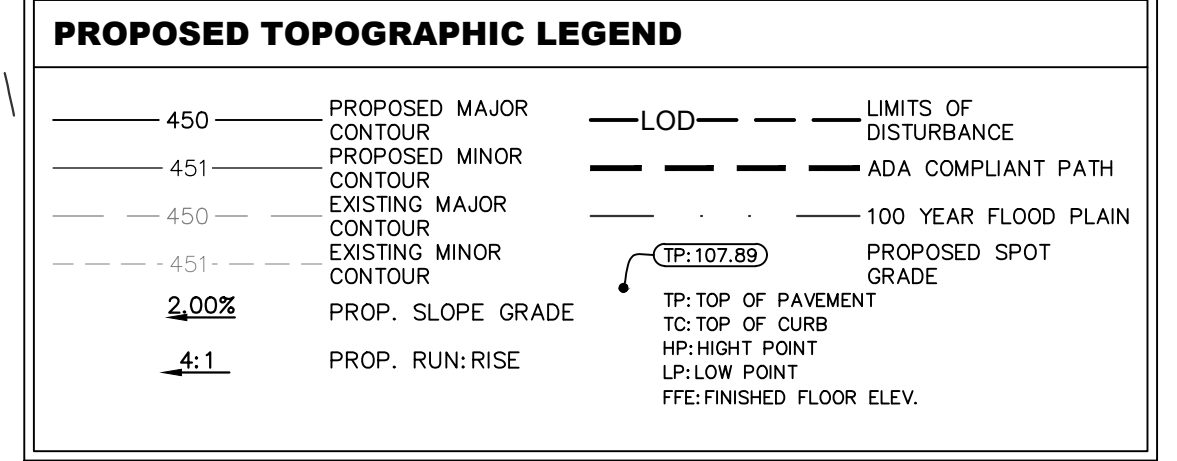 PROPOSED TOPOGRAPHIC LEGEND
450
PROPOSED MAJOR
CONTOUR
451
PROPOSED MINOR
CONTOUR
450
EXISTING MAJOR
CONTOUR
451
EXISTING MINOR
CONTOUR
2.00%
PROP. SLOPE GRADE
4:1
PROP. RUN:RISE
LOD
LIMITS OF
DISTURBANCE
ADA COMPLIANT PATH
100 YEAR FLOOD PLAIN
TP:107.89
PROPOSED SPOT
GRADE
TP:TOP OF PAVEMENT
TC:TOP OF CURB
HP:HIGHT POINT
LP:LOW POINT
FFE:FINISHED FLOOR ELEV.